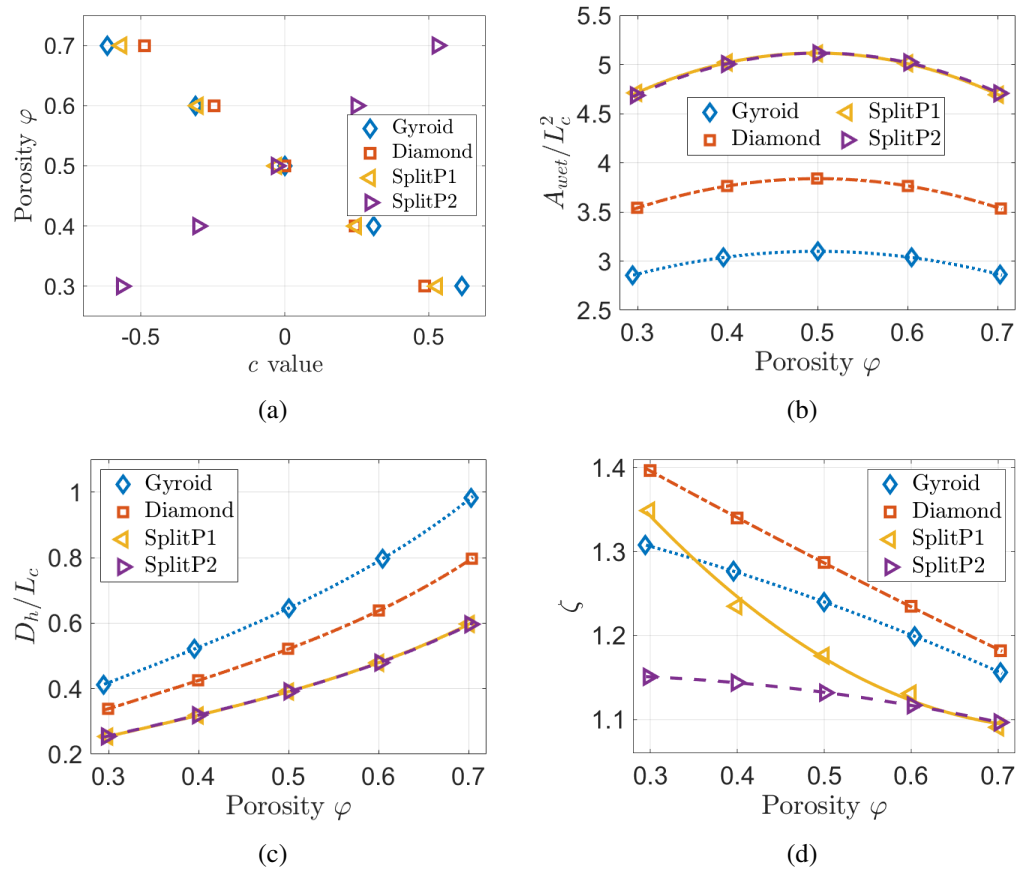 0.7
0.6
0.5
0.4
0.3
Porosity φ
-0.5
0
0.5
c value
Gyroid
Diamond
SplitP1
SplitP2
(a)
5.5
5
4.5
4
3.5
3
2.5
A_wet/L_c^2
0.3
0.4
0.5
0.6
0.7
Porosity φ
Gyroid
Diamond
SplitP1
SplitP2
(b)
1
0.8
0.6
0.4
0.2
D_h/L_c
0.3
0.4
0.5
0.6
0.7
Porosity φ
Gyroid
Diamond
SplitP1
SplitP2
(c)
1.4
1.3
1.2
1.1
ζ
0.3
0.4
0.5
0.6
0.7
Porosity φ
Gyroid
Diamond
SplitP1
SplitP2
(d)